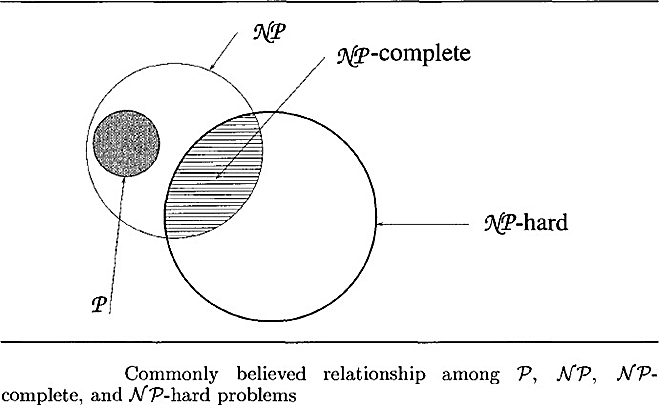 𝒩𝒫
𝒩𝒫-complete
𝒩𝒫-hard
𝒫
Commonly believed relationship among 𝒫, 𝒩𝒫, 𝒩𝒫-
complete, and 𝒩𝒫-hard problems